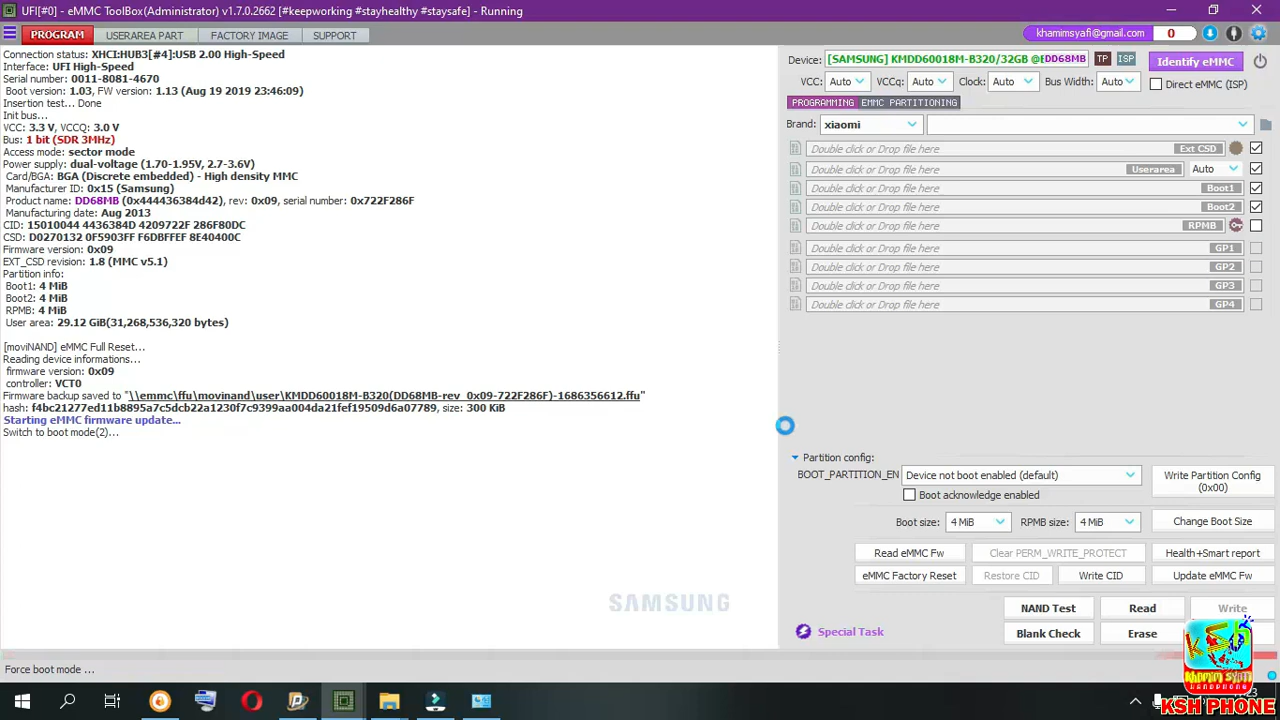 UFI[#0] - eMMC ToolBox(Administrator) v1.7.0.2662 [#keepworking #stayhealthy #staysafe] - Running
PROGRAM USERAREA PART FACTORY IMAGE SUPPORT
khamimsyafi@gmail.com 0
Connection status: XHCI:HUB3[#4]:USB 2.00 High-Speed
Interface: UFI High-Speed
Serial number: 0011-8081-4670
Boot version: 1.03, FW version: 1.13 (Aug 19 2019 23:46:09)
Insertion test... Done
Init bus...
VCC: 3.3 V, VCCQ: 3.0 V
Bus: 1 bit (SDR 3MHz)
Access mode: sector mode
Power supply: dual-voltage (1.70-1.95V, 2.7-3.6V)
Card/BGA: BGA (Discrete embedded) - High density MMC
Manufacturer ID: 0x15 (Samsung)
Product name: DD68MB (0x444436384d42), rev: 0x09, serial number: 0x722F286F
Manufacturing date: Aug 2013
CID: 15010044 4436384D 4209722F 286F80DC
CSD: D0270132 0F5903FF F6DBFFEF 8E40400C
Firmware version: 0x09
EXT_CSD revision: 1.8 (MMC v5.1)
Partition info:
Boot1: 4 MiB
Boot2: 4 MiB
RPMB: 4 MiB
User area: 29.12 GiB(31,268,536,320 bytes)
[moviNAND] eMMC Full Reset...
Reading device informations...
firmware version: 0x09
controller: VCT0
Firmware backup saved to "\\emmc\ffu\movinand\user\KMDD60018M-B320(DD68MB-rev_0x09-722F286F)-1686356612.ffu"
hash: f4bc21277ed11b8895a7c5dcb22a1230f7c9399aa004da21fef19509d6a07789, size: 300 KiB
Starting eMMC firmware update...
Switch to boot mode(2)...
SAMSUNG
Force boot mode ...
Device: [SAMSUNG] KMDD60018M-B320/32GB @ DD68MB TP ISP Identify eMMC
VCC: Auto VCCq: Auto Clock: Auto Bus Width: Auto Direct eMMC (ISP)
PROGRAMMING EMMC PARTITIONING
Brand: xiaomi
Double click or Drop file here Ext CSD
Double click or Drop file here Userarea Auto
Double click or Drop file here Boot1
Double click or Drop file here Boot2
Double click or Drop file here RPMB
Double click or Drop file here GP1
Double click or Drop file here GP2
Double click or Drop file here GP3
Double click or Drop file here GP4
Partition config:
BOOT_PARTITION_EN Device not boot enabled (default) Write Partition Config (0x00)
Boot acknowledge enabled
Boot size: 4 MiB RPMB size: 4 MiB Change Boot Size
Read eMMC Fw Clear PERM_WRITE_PROTECT Health+Smart report
eMMC Factory Reset Restore CID Write CID Update eMMC Fw
NAND Test Read Write
Special Task Blank Check Erase
KSH
khamim syafi
HANDPHONE
KSH PHONE